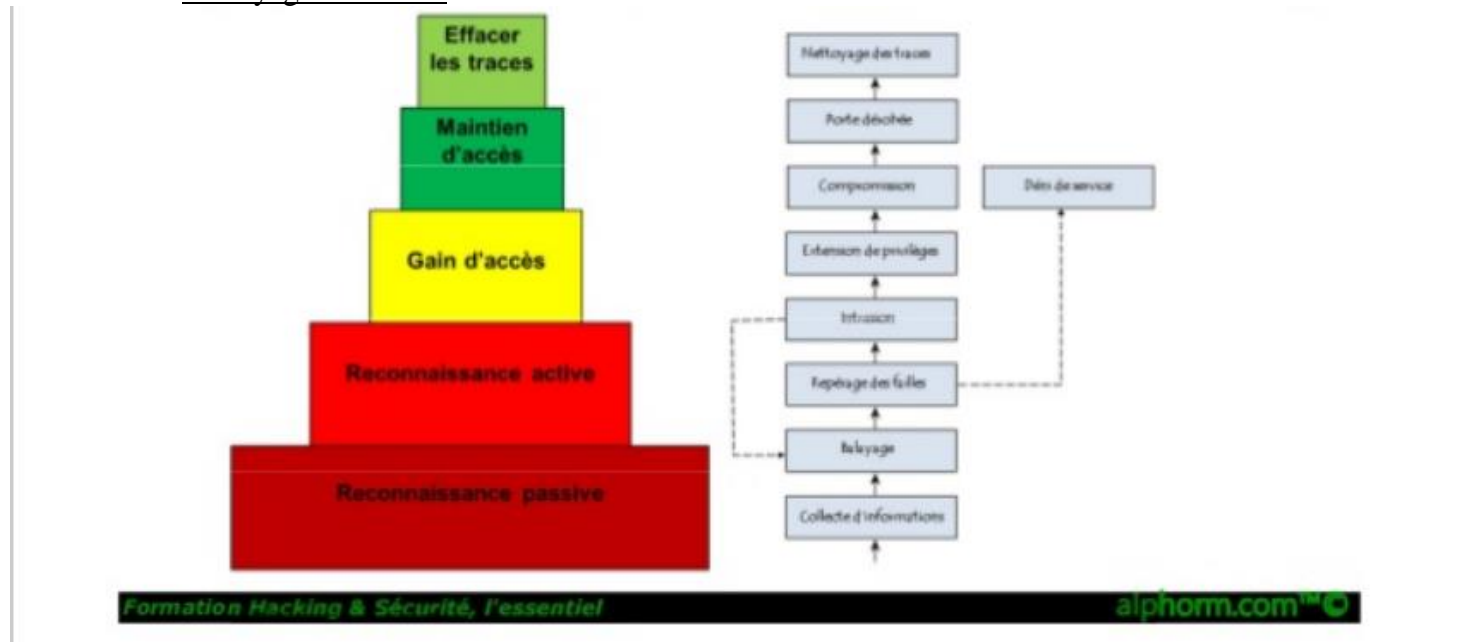 Effacer
les traces
Maintien
d'accès
Gain d'accès
Reconnaissance active
Reconnaissance passive
Nettoyage des traces
Porte dérobée
Compromission
Déni de service
Extension de privilèges
Intrusion
Repérage des failles
Balayage
Collecte d'informations
Formation Hacking & Sécurité, l'essentiel
alphorm.com™©